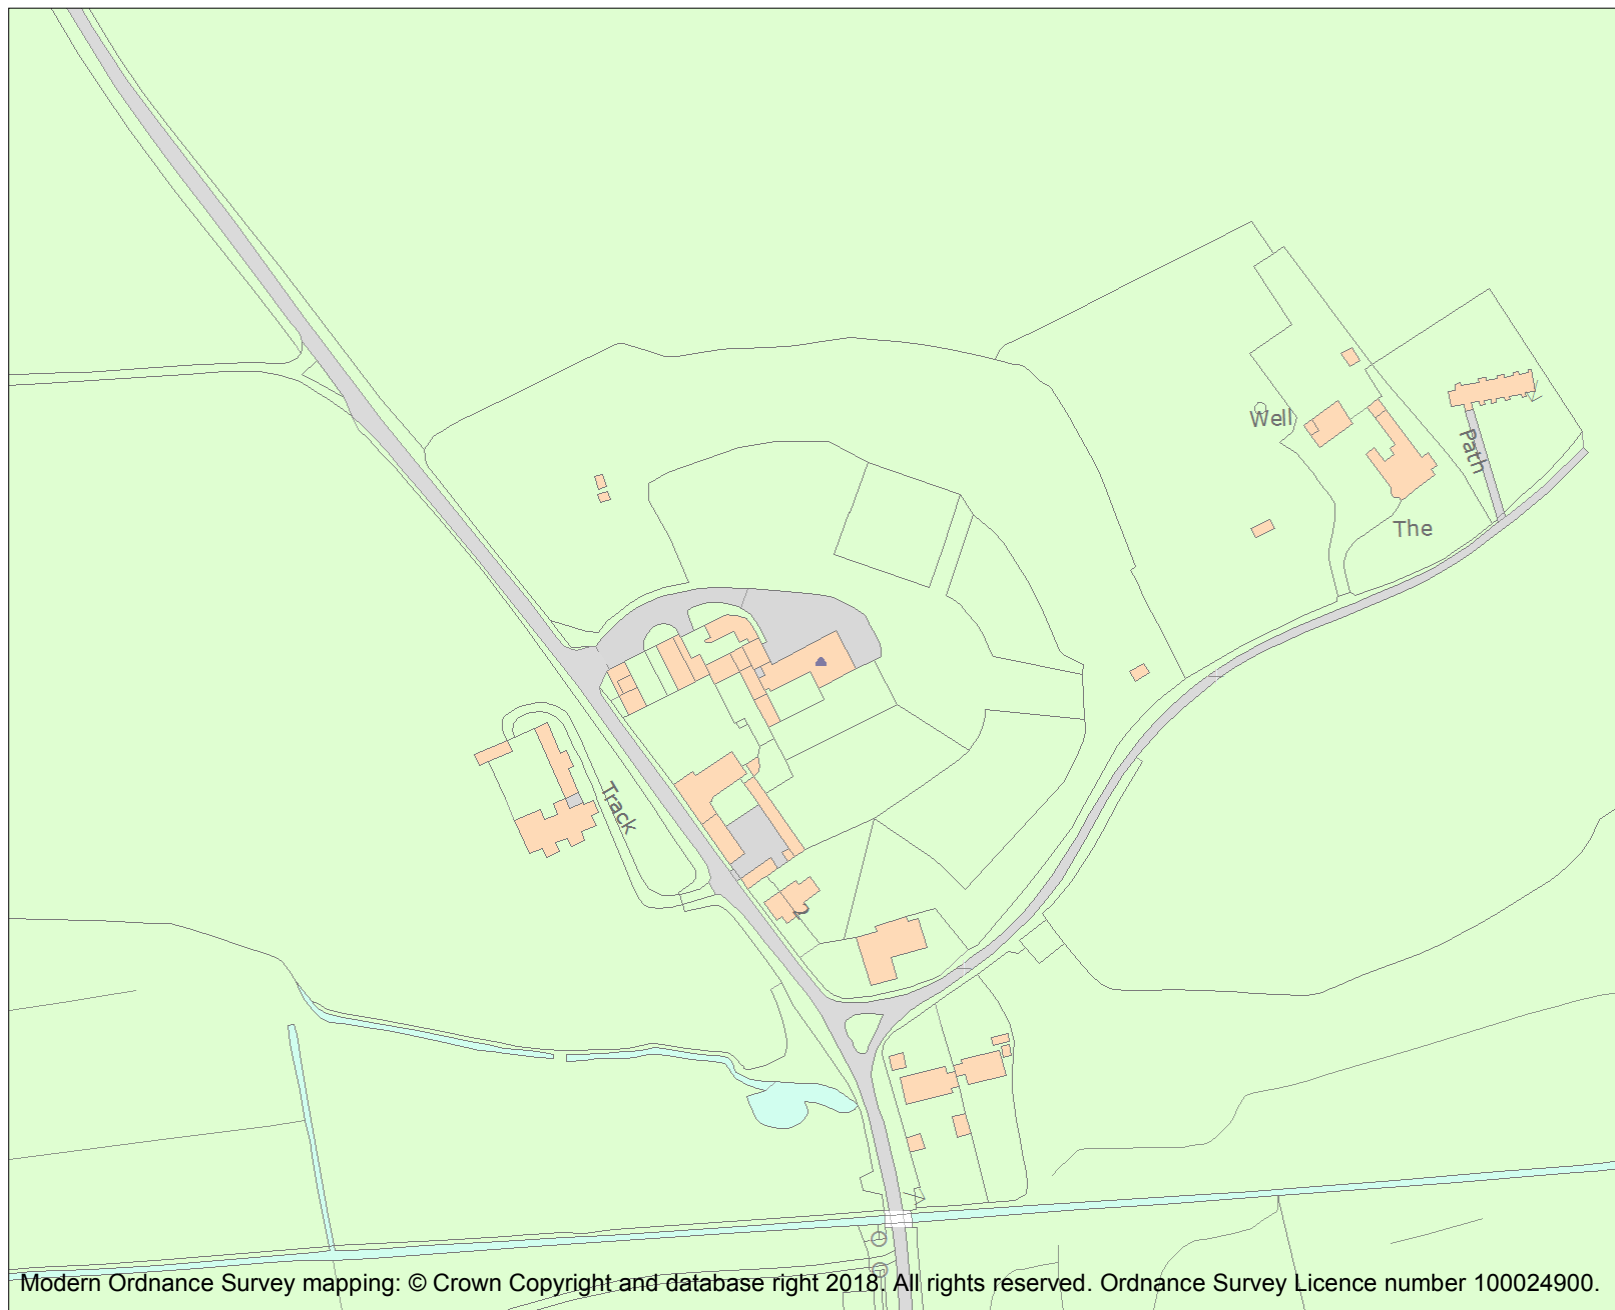 Well
Path
The
Track
2
Modern Ordnance Survey mapping: © Crown Copyright and database right 2018. All rights reserved. Ordnance Survey Licence number 100024900.